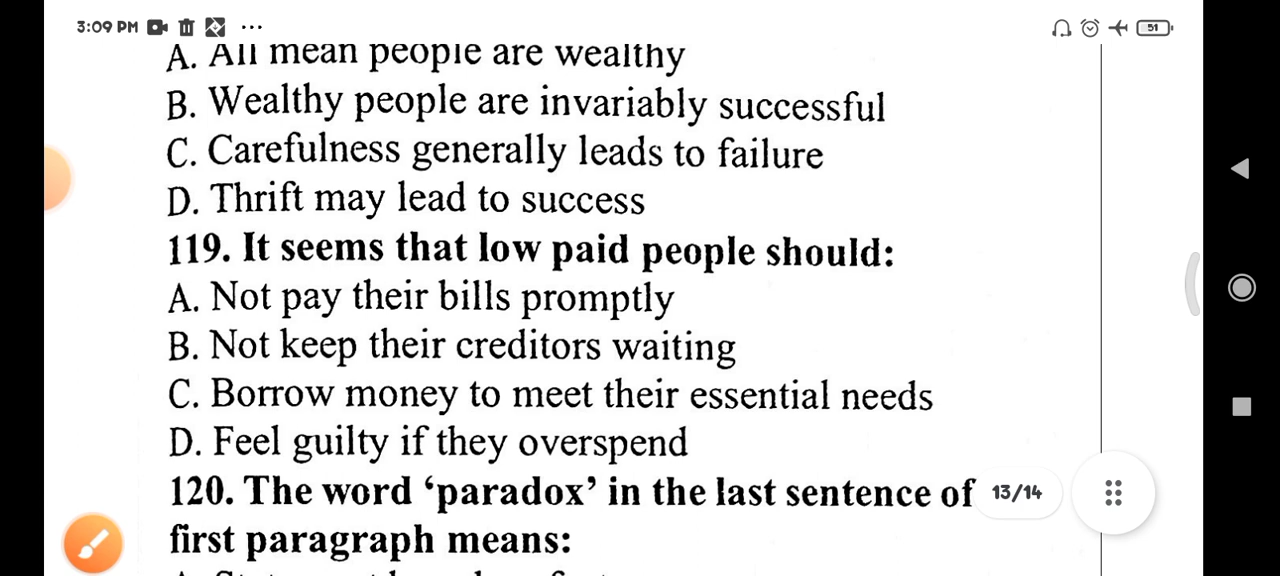 3:09 PM ...
51
A. All mean people are wealthy
B. Wealthy people are invariably successful
C. Carefulness generally leads to failure
D. Thrift may lead to success
119. It seems that low paid people should:
A. Not pay their bills promptly
B. Not keep their creditors waiting
C. Borrow money to meet their essential needs
D. Feel guilty if they overspend
120. The word ‘paradox’ in the last sentence of
13/14
first paragraph means: